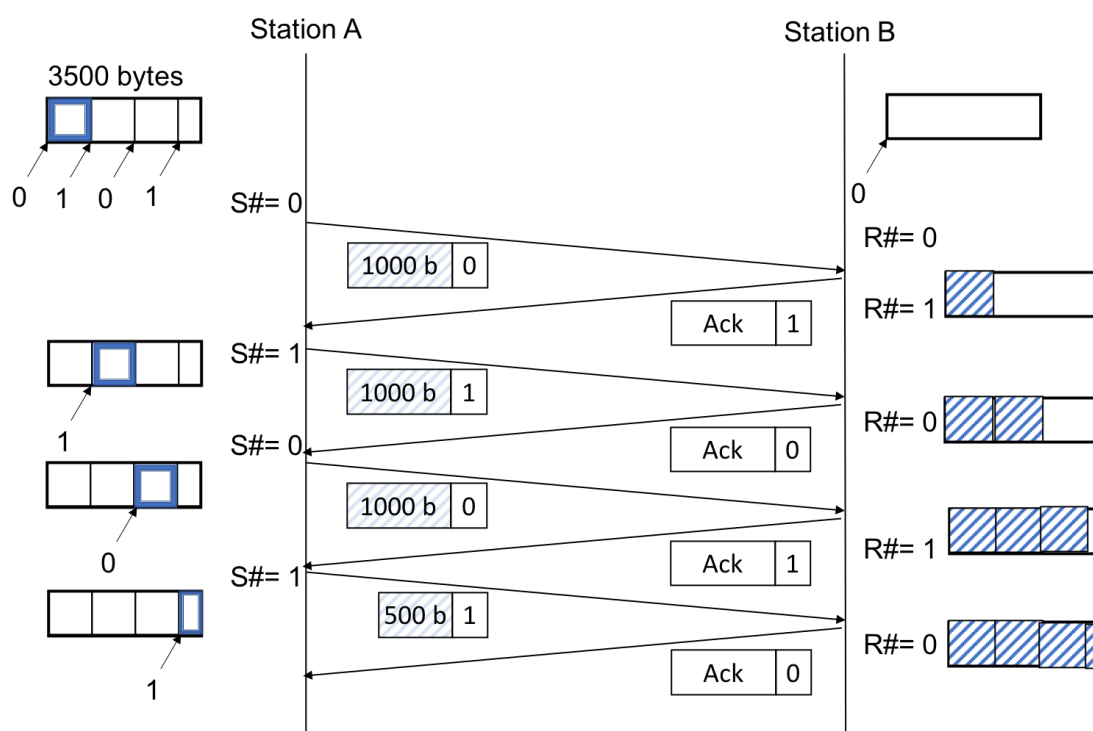 Station A
Station B
3500 bytes
0 1 0 1
0
S#= 0
R#= 0
1000 b 0
R#= 1
Ack 1
S#= 1
1000 b 1
1
R#= 0
S#= 0
Ack 0
1000 b 0
0
R#= 1
Ack 1
S#= 1
500 b 1
R#= 0
Ack 0
1